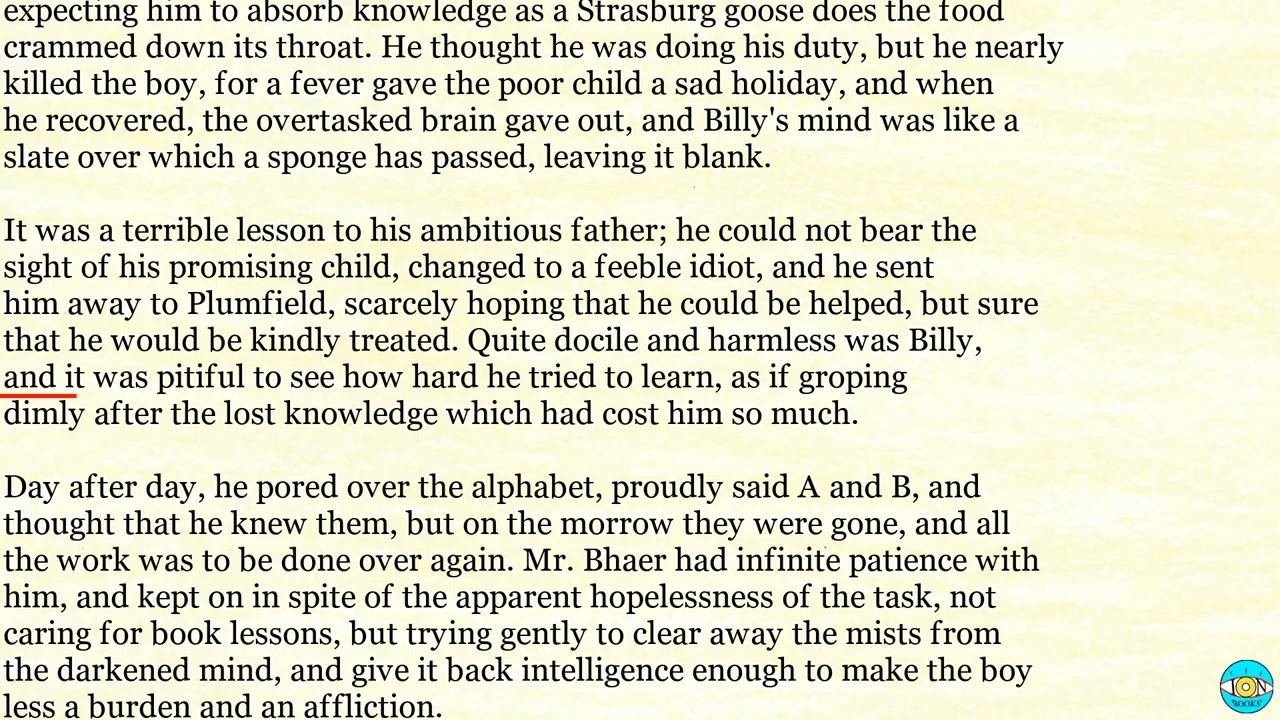 expecting him to absorb knowledge as a Strasburg goose does the food
crammed down its throat. He thought he was doing his duty, but he nearly
killed the boy, for a fever gave the poor child a sad holiday, and when
he recovered, the overtasked brain gave out, and Billy's mind was like a
slate over which a sponge has passed, leaving it blank.
It was a terrible lesson to his ambitious father; he could not bear the
sight of his promising child, changed to a feeble idiot, and he sent
him away to Plumfield, scarcely hoping that he could be helped, but sure
that he would be kindly treated. Quite docile and harmless was Billy,
and it was pitiful to see how hard he tried to learn, as if groping
dimly after the lost knowledge which had cost him so much.
Day after day, he pored over the alphabet, proudly said A and B, and
thought that he knew them, but on the morrow they were gone, and all
the work was to be done over again. Mr. Bhaer had infinite patience with
him, and kept on in spite of the apparent hopelessness of the task, not
caring for book lessons, but trying gently to clear away the mists from
the darkened mind, and give it back intelligence enough to make the boy
less a burden and an affliction.
ION
BOOKS